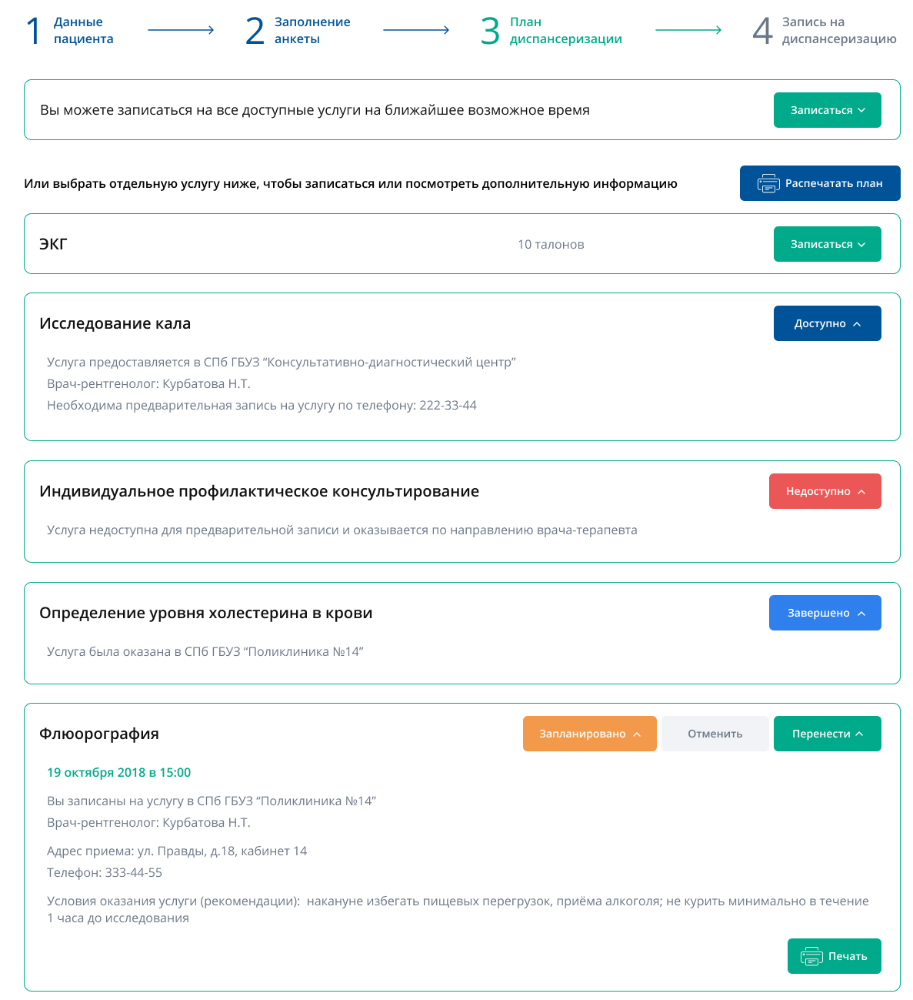 1 Данные пациента
2 Заполнение анкеты
3 План диспансеризации
4 Запись на диспансеризацию
Вы можете записаться на все доступные услуги на ближайшее возможное время
Записаться
Или выбрать отдельную услугу ниже, чтобы записаться или посмотреть дополнительную информацию
Распечатать план
ЭКГ
10 талонов
Записаться
Исследование кала
Доступно
Услуга предоставляется в СПб ГБУЗ “Консультативно-диагностический центр”
Врач-рентгенолог: Курбатова Н.Т.
Необходима предварительная запись на услугу по телефону: 222-33-44
Индивидуальное профилактическое консультирование
Недоступно
Услуга недоступна для предварительной записи и оказывается по направлению врача-терапевта
Определение уровня холестерина в крови
Завершено
Услуга была оказана в СПб ГБУЗ “Поликлиника №14”
Флюорография
Запланировано
Отменить
Перенести
19 октября 2018 в 15:00
Вы записаны на услугу в СПб ГБУЗ “Поликлиника №14”
Врач-рентгенолог: Курбатова Н.Т.
Адрес приема: ул. Правды, д.18, кабинет 14
Телефон: 333-44-55
Условия оказания услуги (рекомендации):  накануне избегать пищевых перегрузок, приёма алкоголя; не курить минимально в течение
1 часа до исследования
Печать